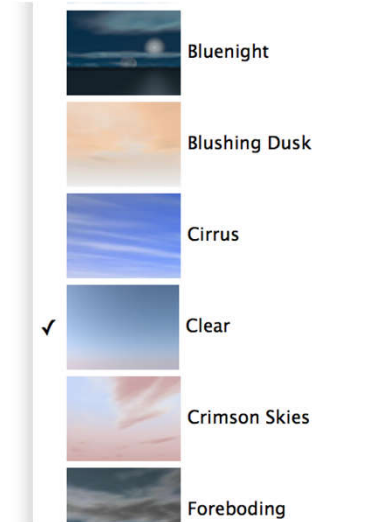 Bluenight
Blushing Dusk
Cirrus
Clear
Crimson Skies
Foreboding